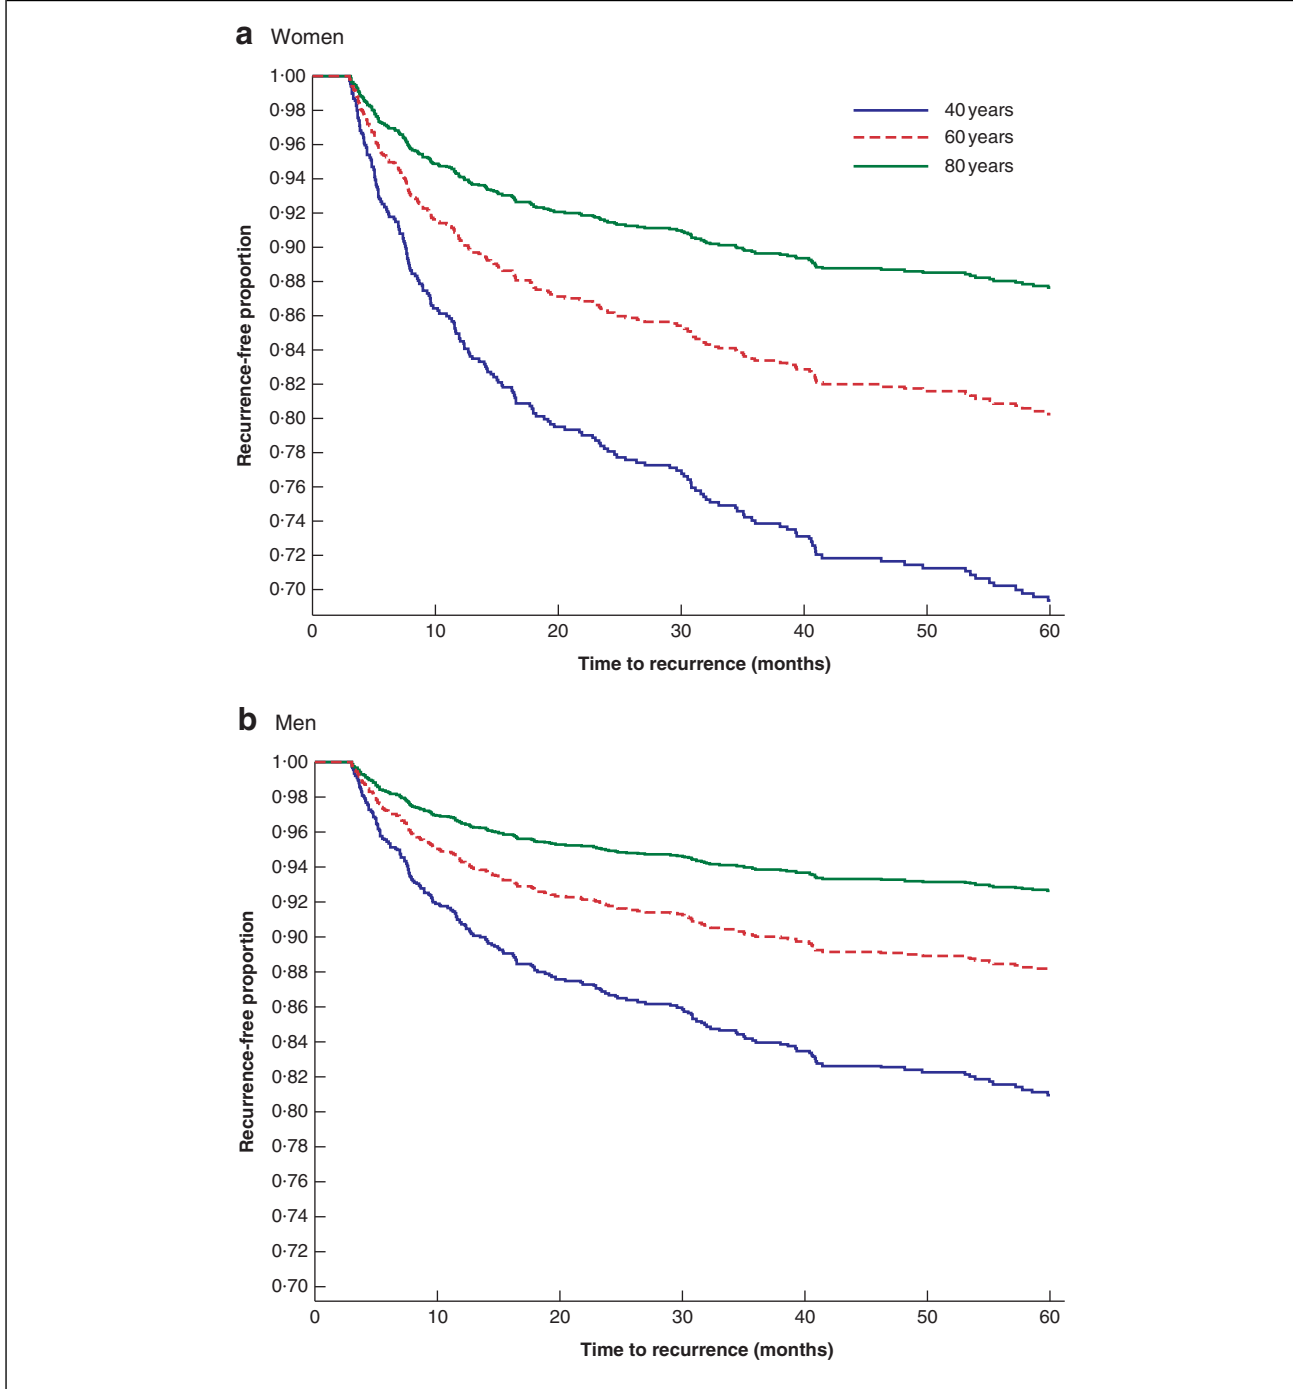 a Women
1·00
0·98
0·96
0·94
0·92
0·90
0·88
0·86
0·84
0·82
0·80
0·78
0·76
0·74
0·72
0·70
Recurrence-free proportion
40 years
60 years
80 years
0 10 20 30 40 50 60
Time to recurrence (months)
b Men
1·00
0·98
0·96
0·94
0·92
0·90
0·88
0·86
0·84
0·82
0·80
0·78
0·76
0·74
0·72
0·70
Recurrence-free proportion
0 10 20 30 40 50 60
Time to recurrence (months)